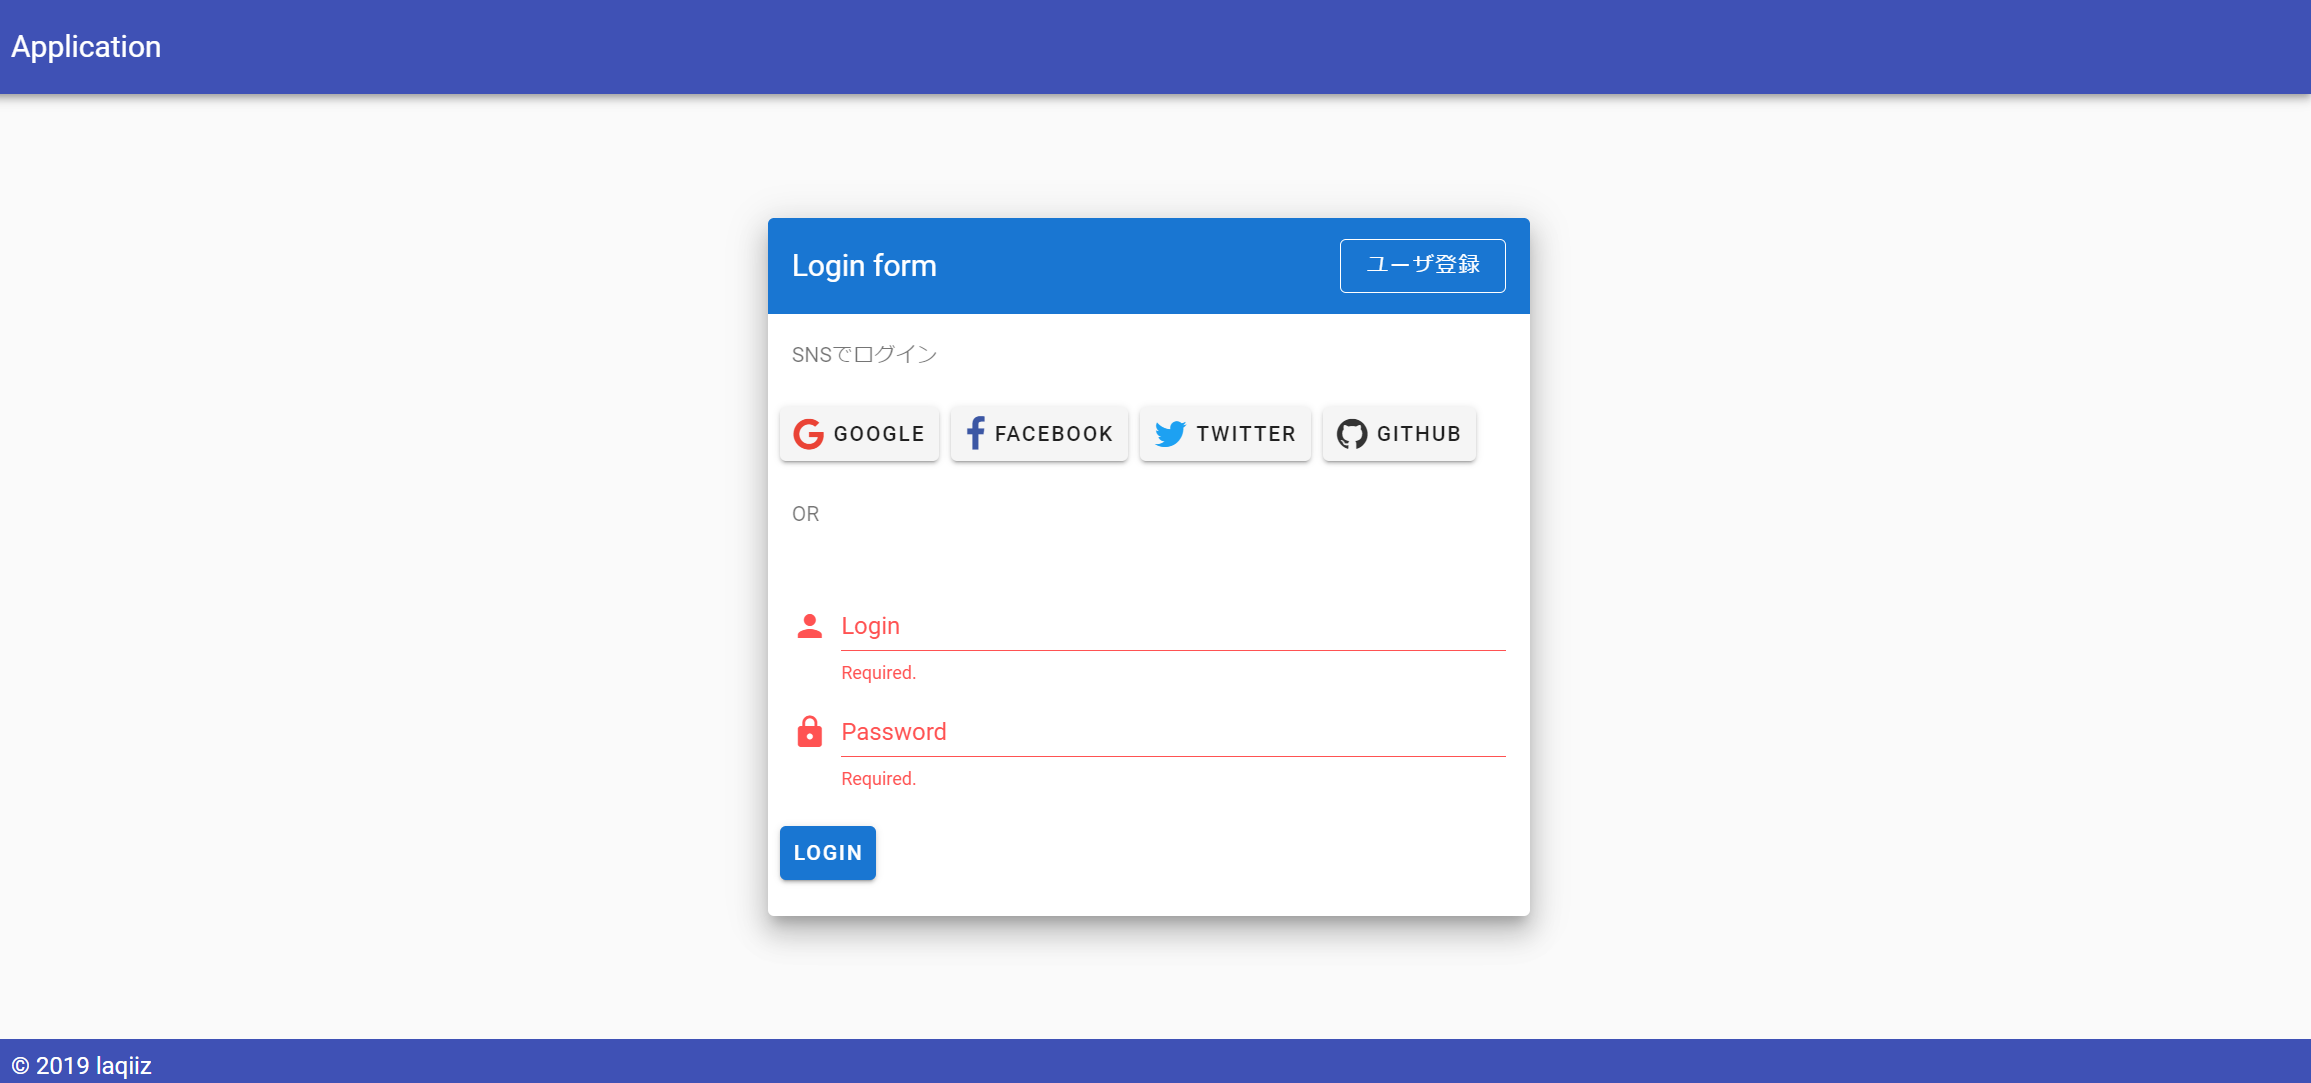 Application
Login form
ユーザ登録
SNSでログイン
GOOGLE FACEBOOK TWITTER GITHUB
OR
Login
Required.
Password
Required.
LOGIN
© 2019 laqiiz